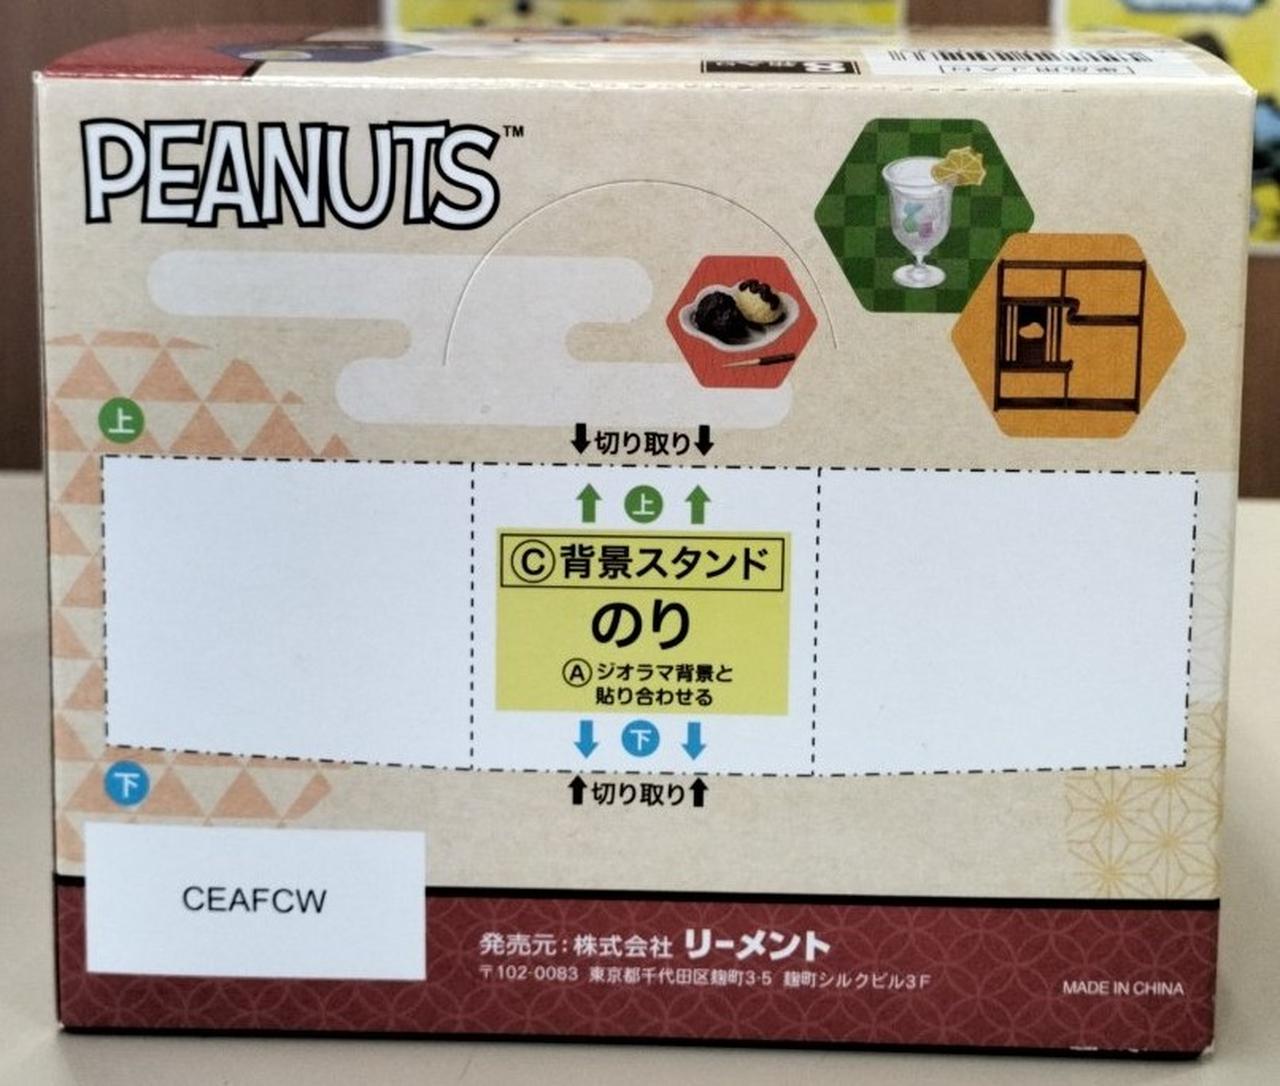 PEANUTS™
上
切り取り
上
Ⓒ背景スタンド
のり
Ⓐジオラマ背景と
貼り合わせる
下
切り取り
下
CEAFCW
発売元：株式会社 リーメント
〒102-0083 東京都千代田区麹町3-5 麹町シルクビル3F
MADE IN CHINA